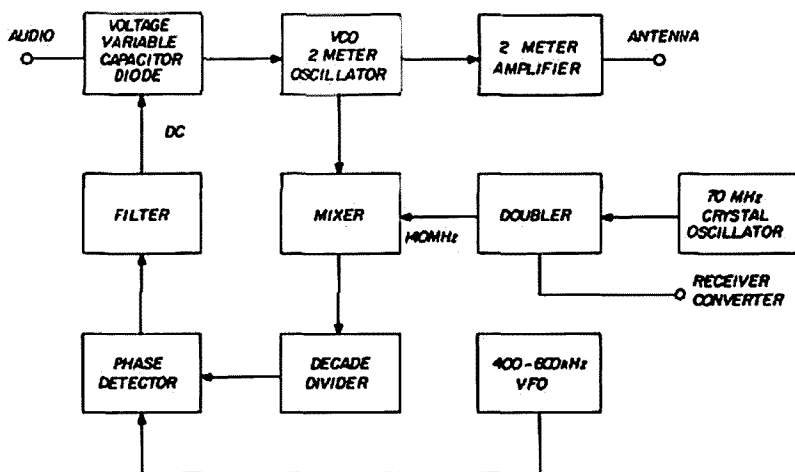 AUDIO
VOLTAGE
VARIABLE
CAPACITOR
DIODE
VCO
2 METER
OSCILLATOR
2 METER
AMPLIFIER
ANTENNA
DC
FILTER
MIXER
140MHz
DOUBLER
70 MHz
CRYSTAL
OSCILLATOR
RECEIVER
CONVERTER
PHASE
DETECTOR
DECADE
DIVIDER
400-600kHz
VFO